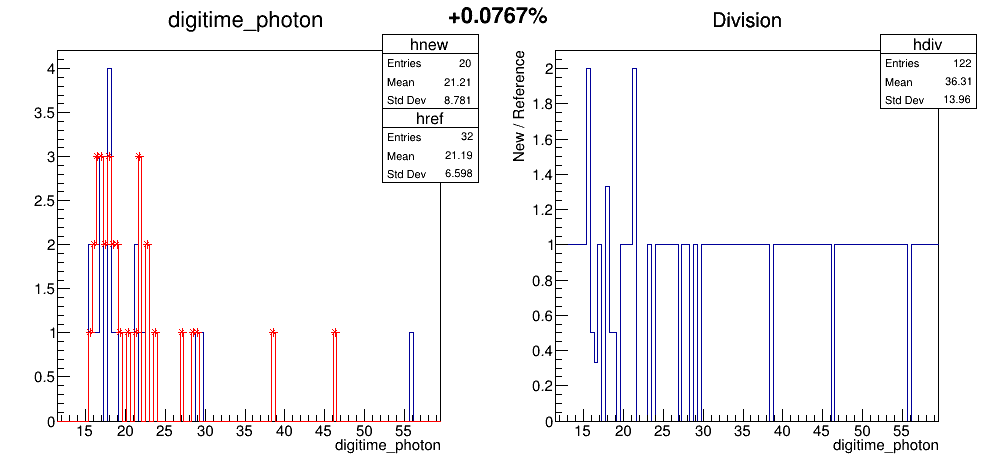 +0.0767%
digitime_photon
hnew
Entries 20
Mean 21.21
Std Dev 8.781
href
Entries 32
Mean 21.19
Std Dev 6.598
4
3.5
3
2.5
2
1.5
1
0.5
0
15 20 25 30 35 40 45 50 55
digitime_photon
Division
hdiv
Entries 122
Mean 36.31
Std Dev 13.96
New / Reference
2
1.8
1.6
1.4
1.2
1
0.8
0.6
0.4
0.2
0
15 20 25 30 35 40 45 50 55
digitime_photon